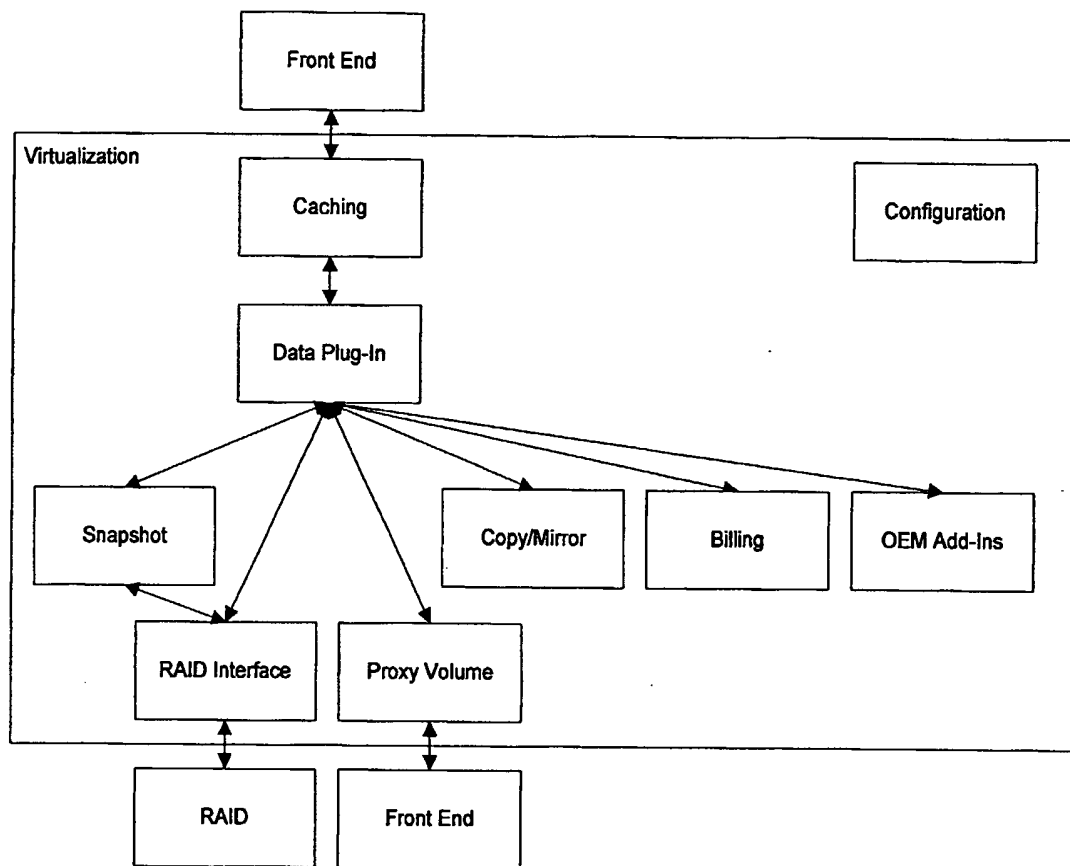 Front End
Virtualization
Caching
Configuration
Data Plug-In
Snapshot
Copy/Mirror
Billing
OEM Add-Ins
RAID Interface
Proxy Volume
RAID
Front End